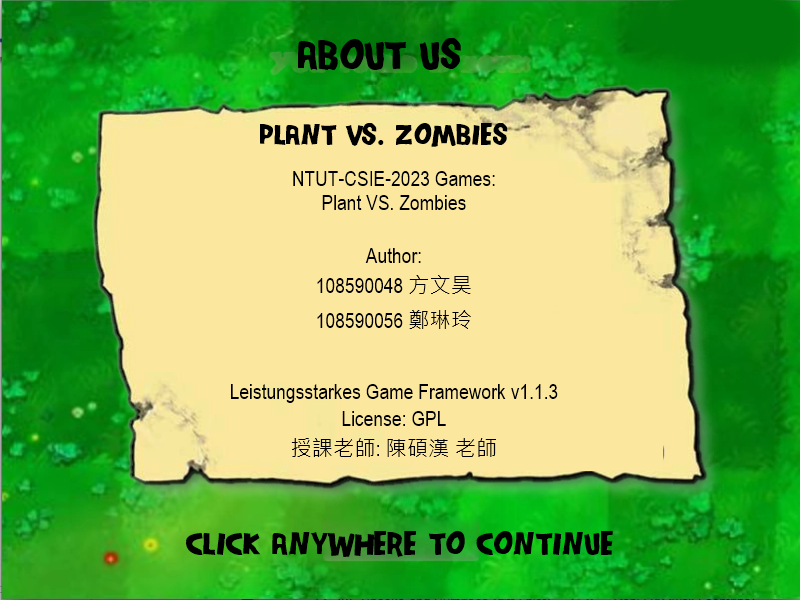 ABOUT US
PLANT VS. ZOMBIES
NTUT-CSIE-2023 Games:
Plant VS. Zombies
Author:
108590048 方文昊
108590056 鄭琳玲
Leistungsstarkes Game Framework v1.1.3
License: GPL
授課老師: 陳碩漢 老師
CLICK ANYWHERE TO CONTINUE